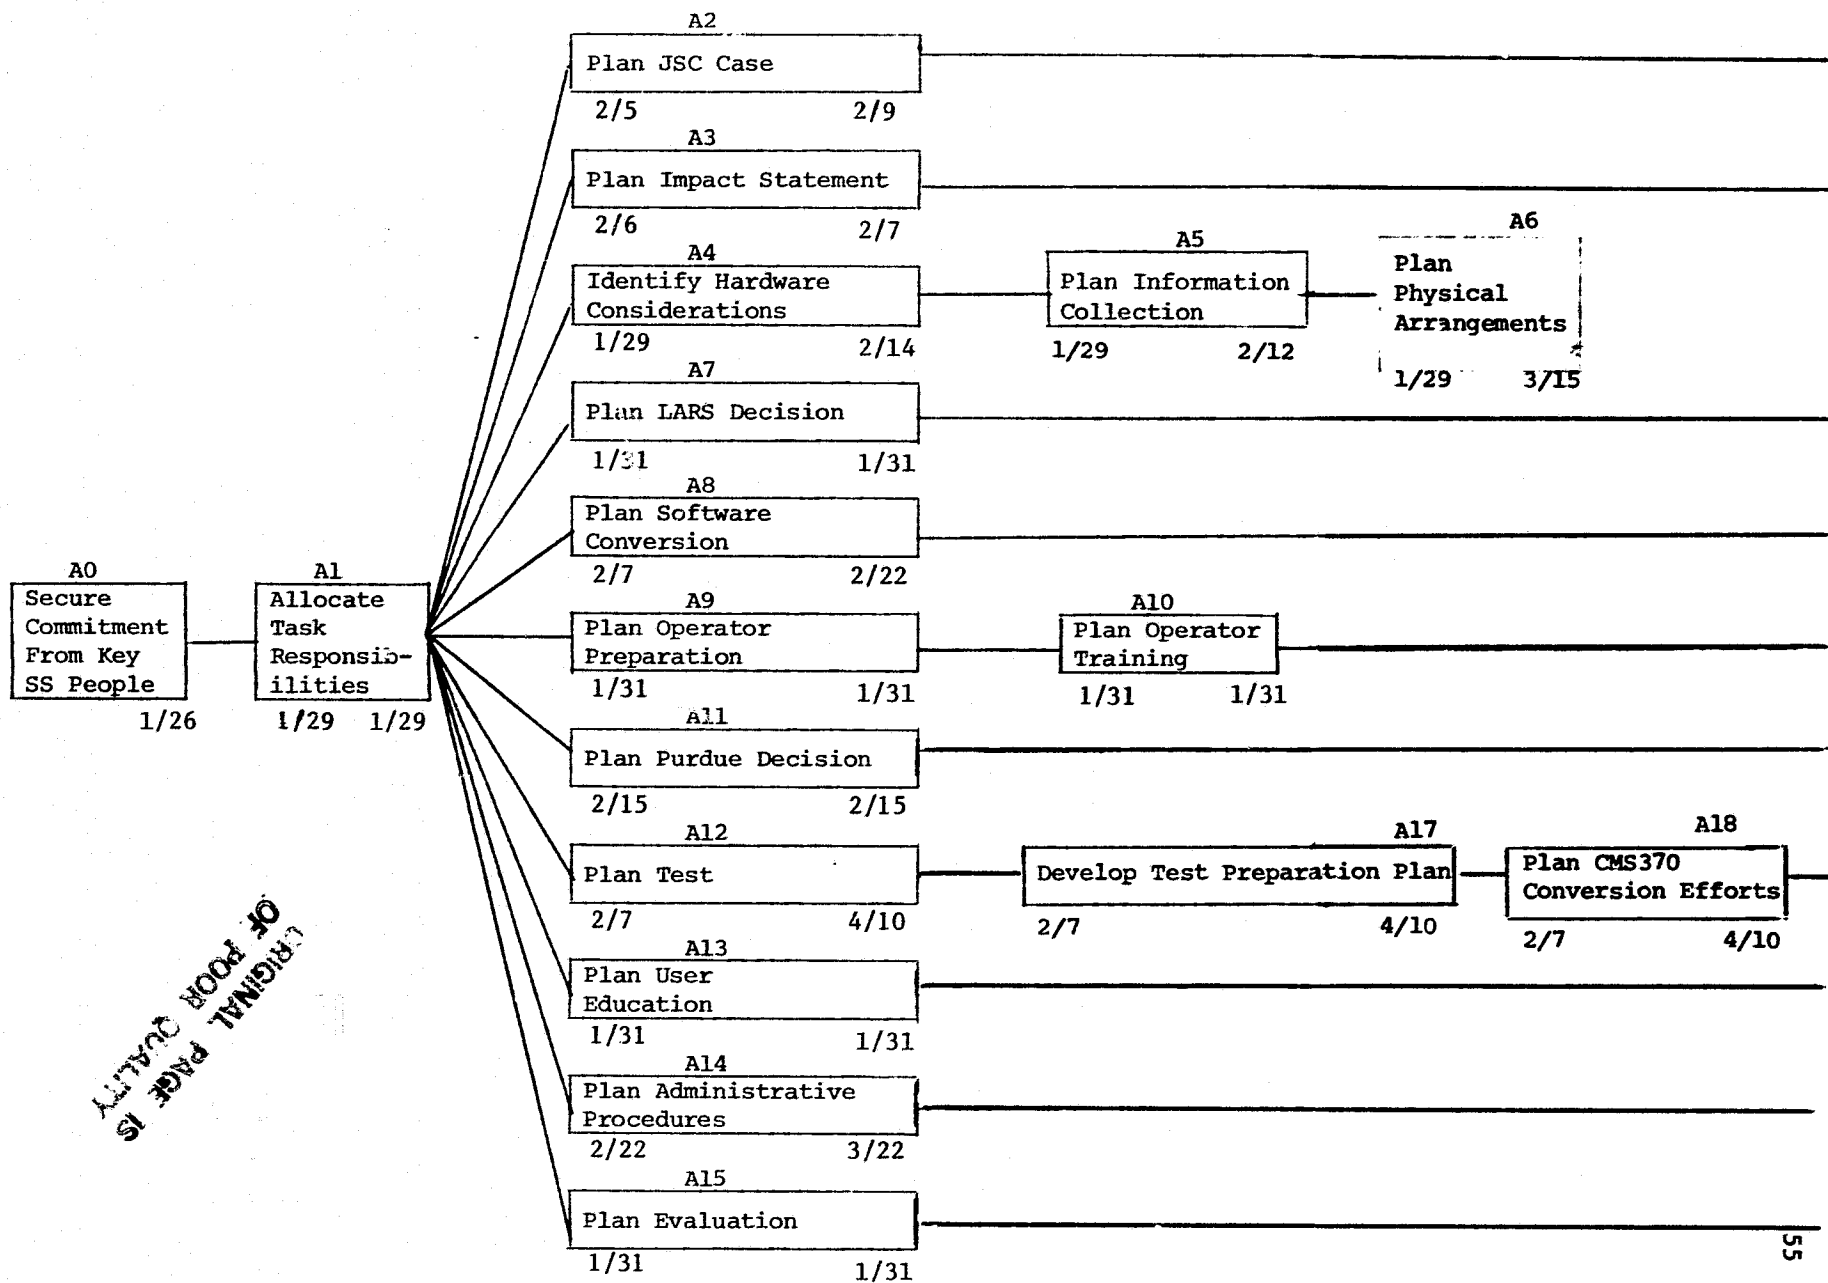 A2
Plan JSC Case
2/5 2/9
A3
Plan Impact Statement
2/6 2/7
A4
Identify Hardware
Considerations
1/29 2/14
A5
Plan Information
Collection
1/29 2/12
A6
Plan
Physical
Arrangements
1/29 3/15
A7
Plan LARS Decision
1/31 1/31
A8
Plan Software
Conversion
2/7 2/22
A0
Secure
Commitment
From Key
SS People
1/26
A1
Allocate
Task
Responsib-
ilities
1/29 1/29
A9
Plan Operator
Preparation
1/31 1/31
A10
Plan Operator
Training
1/31 1/31
A11
Plan Purdue Decision
2/15 2/15
A12
Plan Test
2/7 4/10
A17
Develop Test Preparation Plan
2/7 4/10
A18
Plan CMS370
Conversion Efforts
2/7 4/10
A13
Plan User
Education
1/31 1/31
A14
Plan Administrative
Procedures
2/22 3/22
A15
Plan Evaluation
1/31 1/31
ORIGINAL PAGE IS
OF POOR QUALITY
55